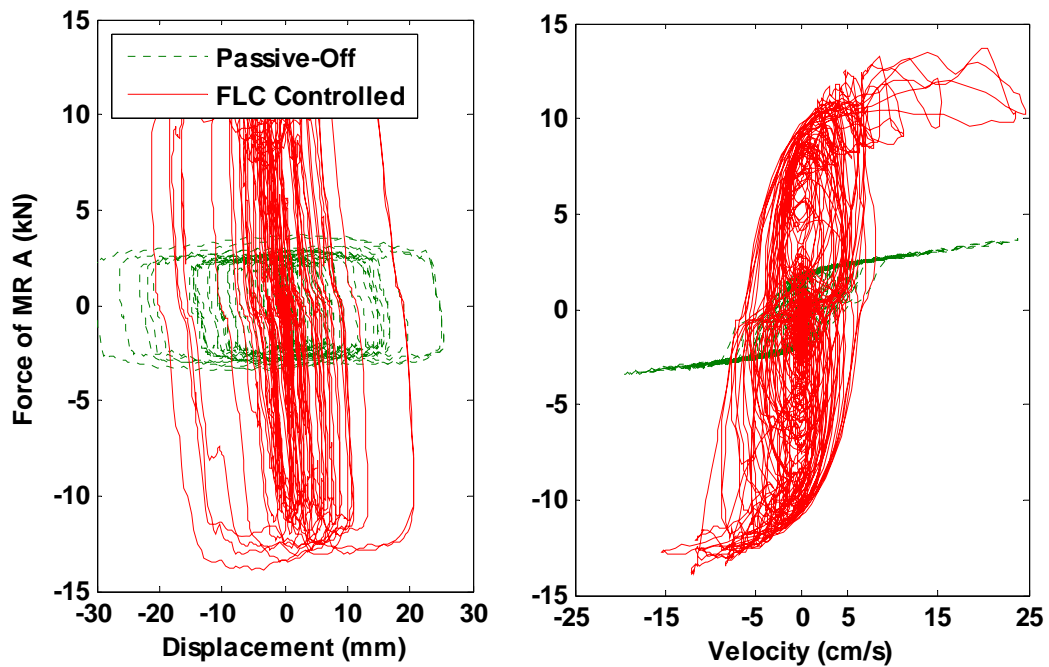 15
10
5
0
-5
-10
-15
Force of MR A (kN)
Passive-Off
FLC Controlled
-30 -20 -10 0 10 20 30
Displacement (mm)
15
10
5
0
-5
-10
-15
-25 -15 -5 0 5 15 25
Velocity (cm/s)